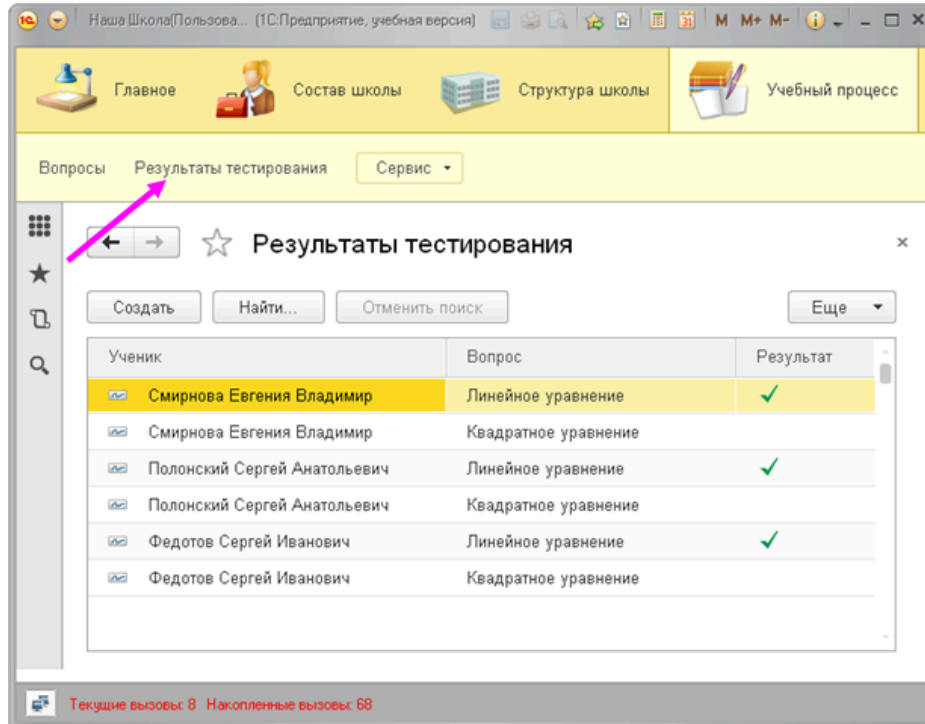 Наша Школа(Пользова... (1С:Предприятие, учебная версия) M M+ M-
Главное Состав школы Структура школы Учебный процесс
Вопросы Результаты тестирования Сервис
Результаты тестирования
Создать Найти... Отменить поиск Еще
Ученик Вопрос Результат
Смирнова Евгения Владимир Линейное уравнение
Смирнова Евгения Владимир Квадратное уравнение
Полонский Сергей Анатольевич Линейное уравнение
Полонский Сергей Анатольевич Квадратное уравнение
Федотов Сергей Иванович Линейное уравнение
Федотов Сергей Иванович Квадратное уравнение
Текущие вызовы: 8 Накопленные вызовы: 68